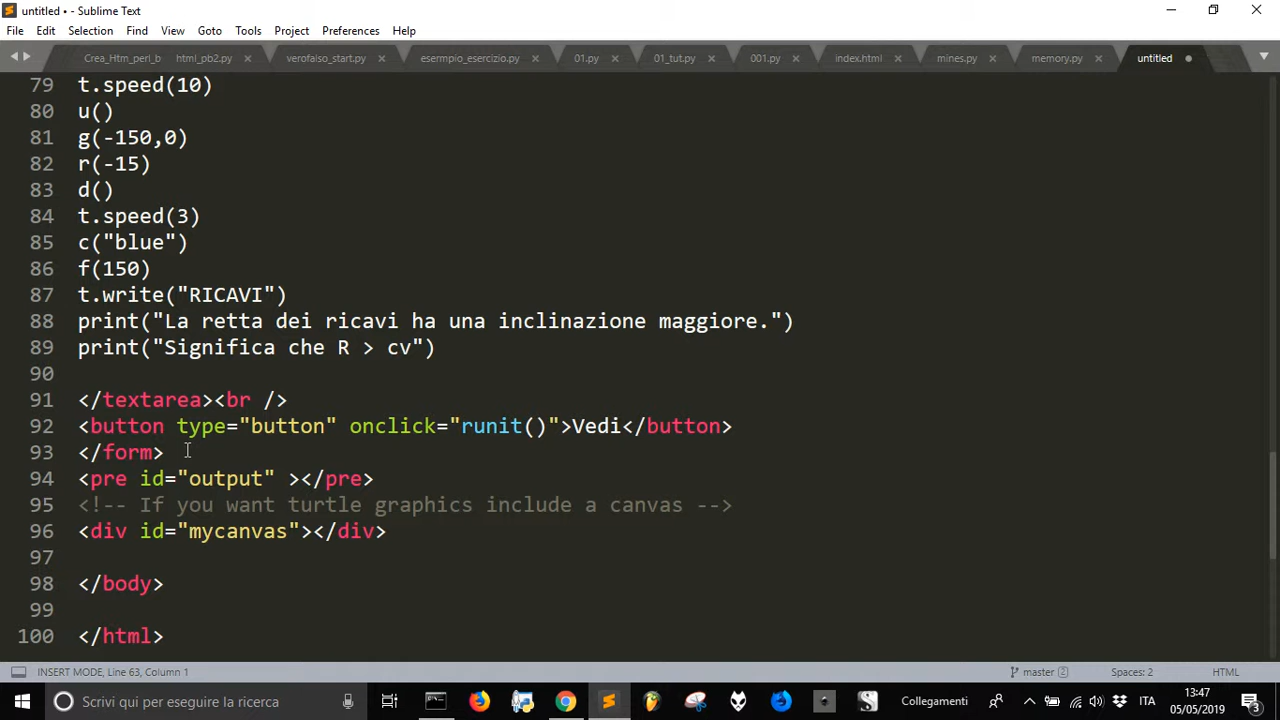 untitled • - Sublime Text
File Edit Selection Find View Goto Tools Project Preferences Help
Crea_Htm_perl_b html_pb2.py × verofalso_start.py × esermpio_esercizio.py × 01.py × 01_tut.py × 001.py × index.html × mines.py × memory.py × untitled •
79 t.speed(10)
80 u()
81 g(-150,0)
82 r(-15)
83 d()
84 t.speed(3)
85 c("blue")
86 f(150)
87 t.write("RICAVI")
88 print("La retta dei ricavi ha una inclinazione maggiore.")
89 print("Significa che R > cv")
90
91 </textarea><br />
92 <button type="button" onclick="runit()">Vedi</button>
93 </form>
94 <pre id="output" ></pre>
95 <!-- If you want turtle graphics include a canvas -->
96 <div id="mycanvas"></div>
97
98 </body>
99
100 </html>
INSERT MODE, Line 63, Column 1 master 2 Spaces: 2 HTML
Scrivi qui per eseguire la ricerca Collegamenti ITA 13:47
05/05/2019 3